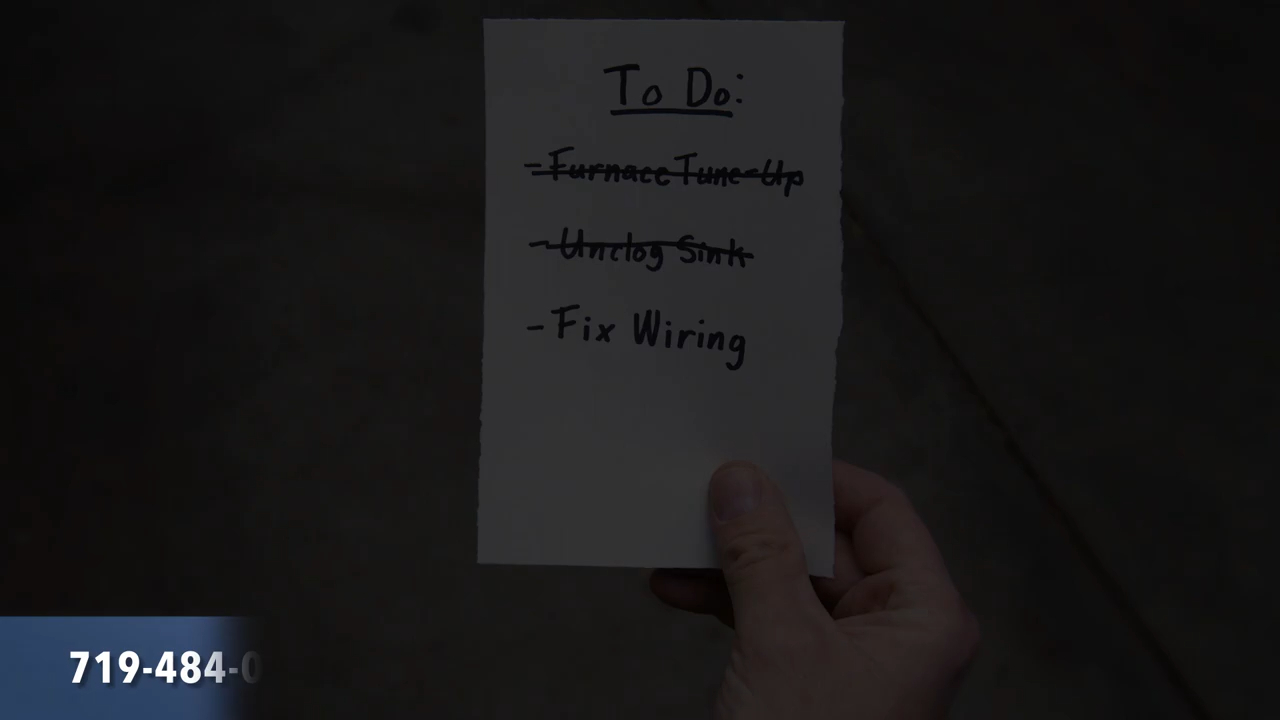 To Do:
- Furnace Tune-Up
- Unclog Sink
- Fix Wiring
719-484-0